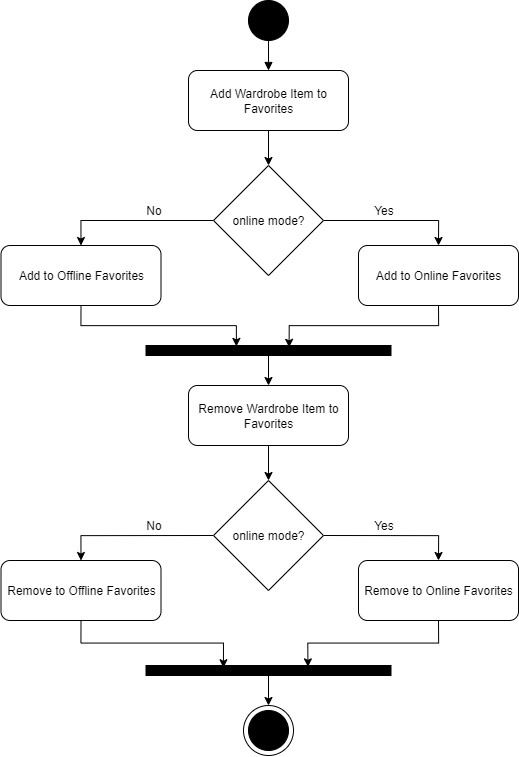 Add Wardrobe Item to
Favorites
online mode?
No
Yes
Add to Offline Favorites
Add to Online Favorites
Remove Wardrobe Item to
Favorites
online mode?
No
Yes
Remove to Offline Favorites
Remove to Online Favorites